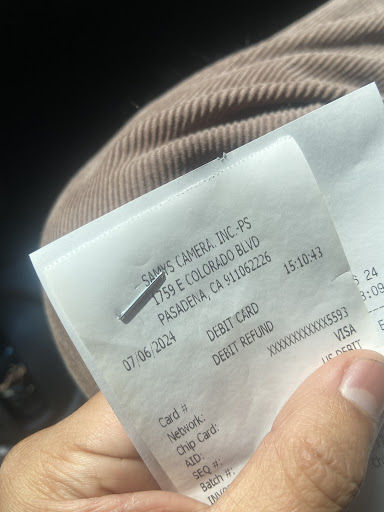 SAMYS CAMERA, INC.-PS
1759 E COLORADO BLVD
PASADENA, CA 911062226
07/06/2024 15:10:43
DEBIT CARD
DEBIT REFUND
Card #: XXXXXXXXXXXX5593
Network: VISA
Chip Card: US DEBIT
AID:
SEQ #:
Batch #:
24